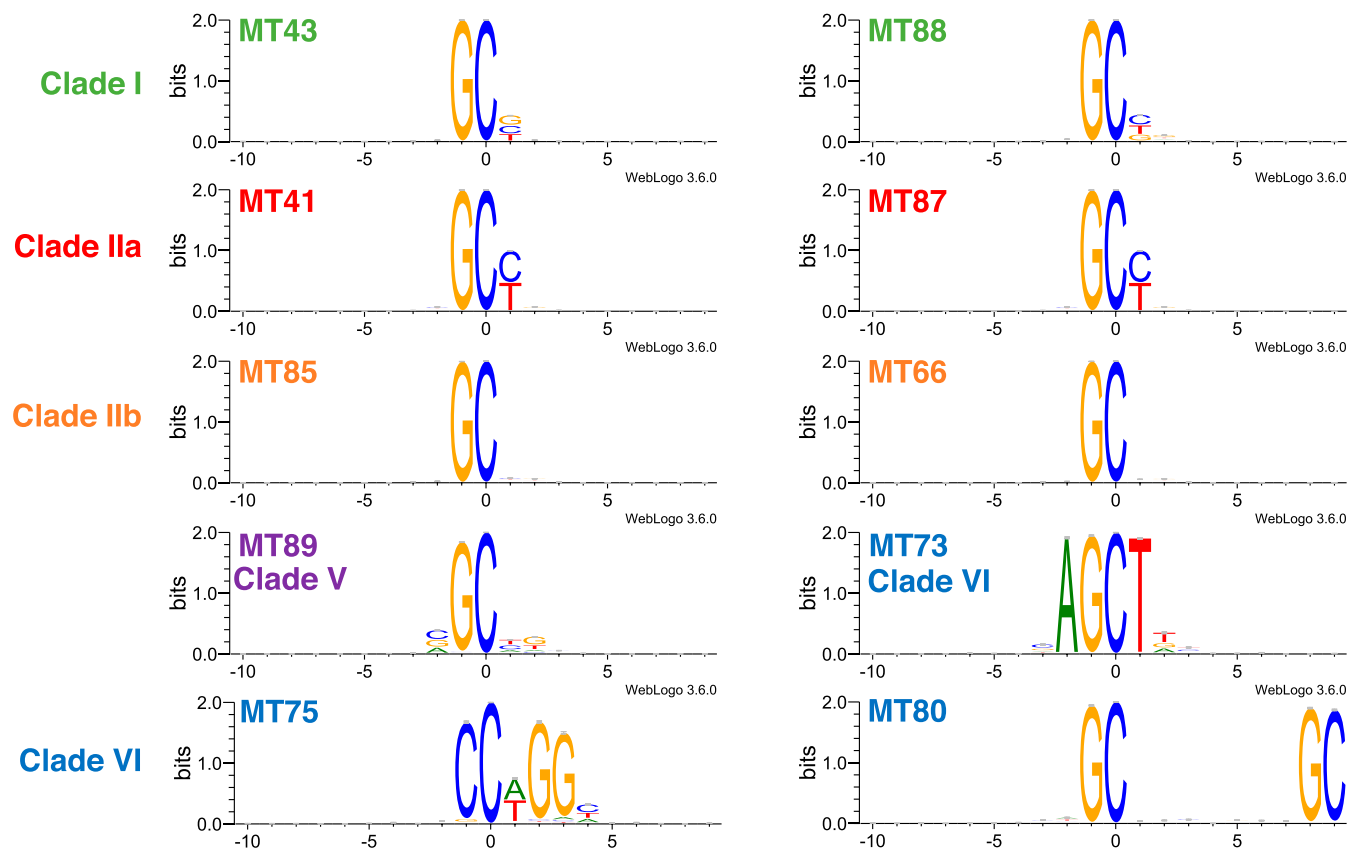 2.0
MT43
Clade I
bits
1.0
0.0
G
C
G
C
T
-10
-5
0
5
WebLogo 3.6.0
2.0
MT88
bits
1.0
0.0
G
C
C
T
G
-10
-5
0
5
WebLogo 3.6.0
2.0
MT41
Clade IIa
bits
1.0
0.0
G
C
C
T
-10
-5
0
5
WebLogo 3.6.0
2.0
MT87
bits
1.0
0.0
G
C
C
T
-10
-5
0
5
WebLogo 3.6.0
2.0
MT85
Clade IIb
bits
1.0
0.0
G
C
-10
-5
0
5
WebLogo 3.6.0
2.0
MT66
bits
1.0
0.0
G
C
-10
-5
0
5
WebLogo 3.6.0
2.0
MT89
Clade V
bits
1.0
0.0
C
G
A
G
C
T
C
G
T
-10
-5
0
5
WebLogo 3.6.0
2.0
MT73
Clade VI
bits
1.0
0.0
C
A
G
C
T
T
G
A
-10
-5
0
5
WebLogo 3.6.0
2.0
MT75
Clade VI
bits
1.0
0.0
C
C
A
T
G
G
C
T
A
-10
-5
0
5
2.0
MT80
bits
1.0
0.0
G
C
G
C
-10
-5
0
5